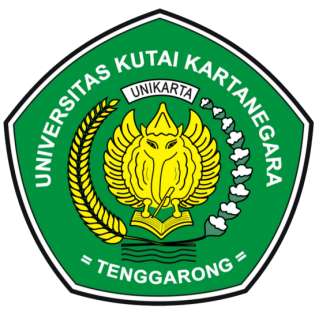 UNIVERSITAS KUTAI KARTANEGARA
UNIKARTA
= TENGGARONG =